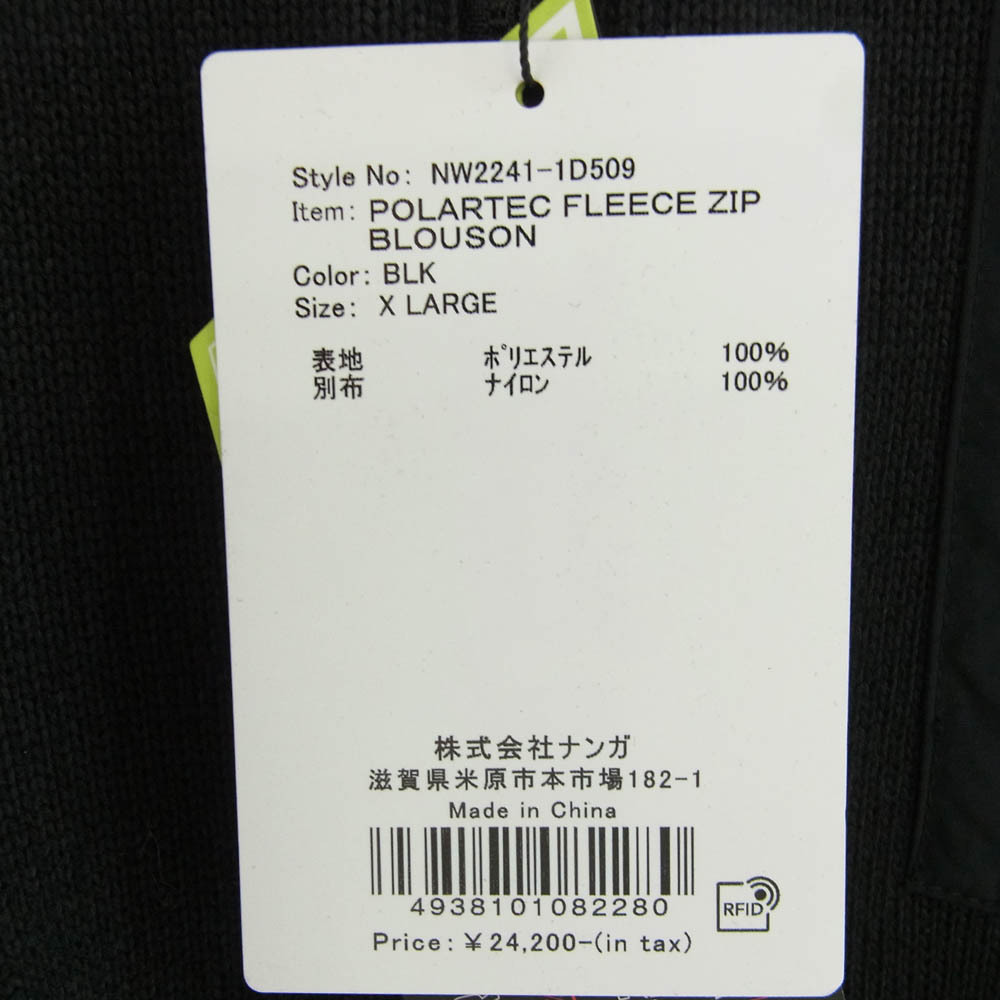 Style No: NW2241-1D509
Item: POLARTEC FLEECE ZIP
BLOUSON
Color: BLK
Size: X LARGE
表地 ﾎﾟﾘｴｽﾃﾙ 100%
別布 ﾅｲﾛﾝ 100%
株式会社ナンガ
滋賀県米原市本市場182-1
Made in China
4938101082280
RFID
Price: ¥24,200-(in tax)